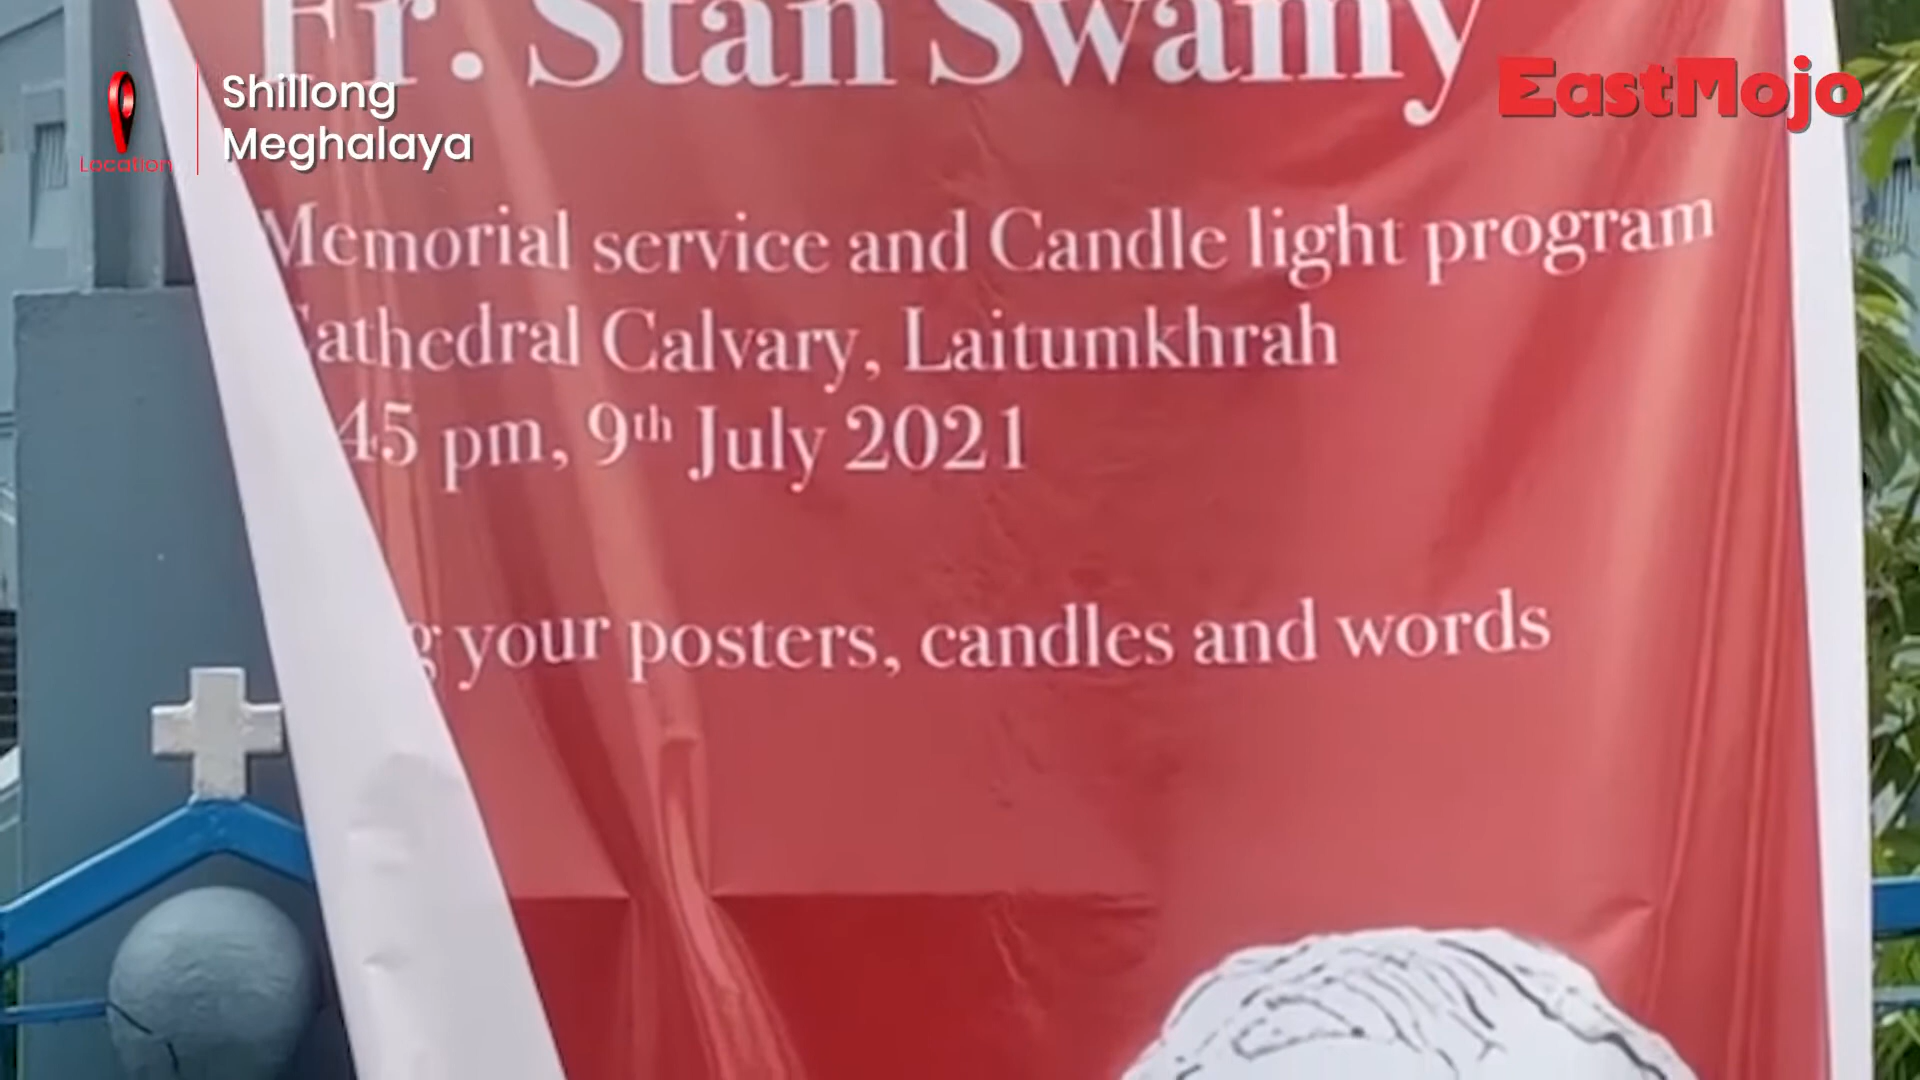 Fr. Stan Swamy
EastMojo
Shillong
Meghalaya
Location
Memorial service and Candle light program
Cathedral Calvary, Laitumkhrah
45 pm, 9th July 2021
your posters, candles and words